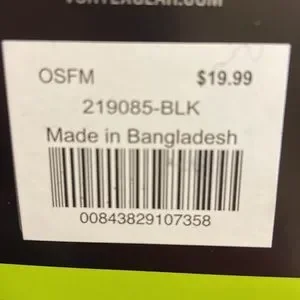 OSFM $19.99
219085-BLK
Made in Bangladesh
00843829107358